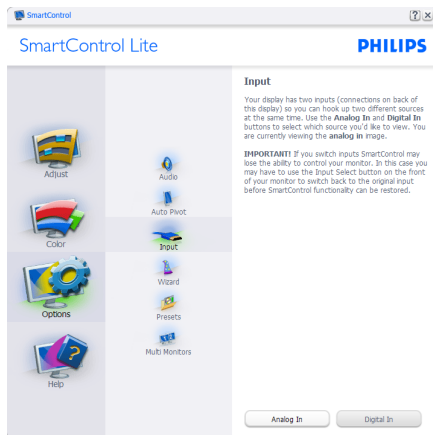 SmartControl
SmartControl Lite
PHILIPS
Adjust
Color
Options
Help
Audio
Auto Pivot
Input
Wizard
Presets
Multi Monitors
Input
Your display has two inputs (connections on back of
this display) so you can hook up two different sources
at the same time. Use the Analog In and Digital In
buttons to select which source you'd like to view. You
are currently viewing the analog in image.
IMPORTANT! If you switch inputs SmartControl may
lose the ability to control your monitor. In this case you
may have to use the Input Select button on the front
of your monitor to switch back to the original input
before SmartControl functionality can be restored.
Analog In
Digital In